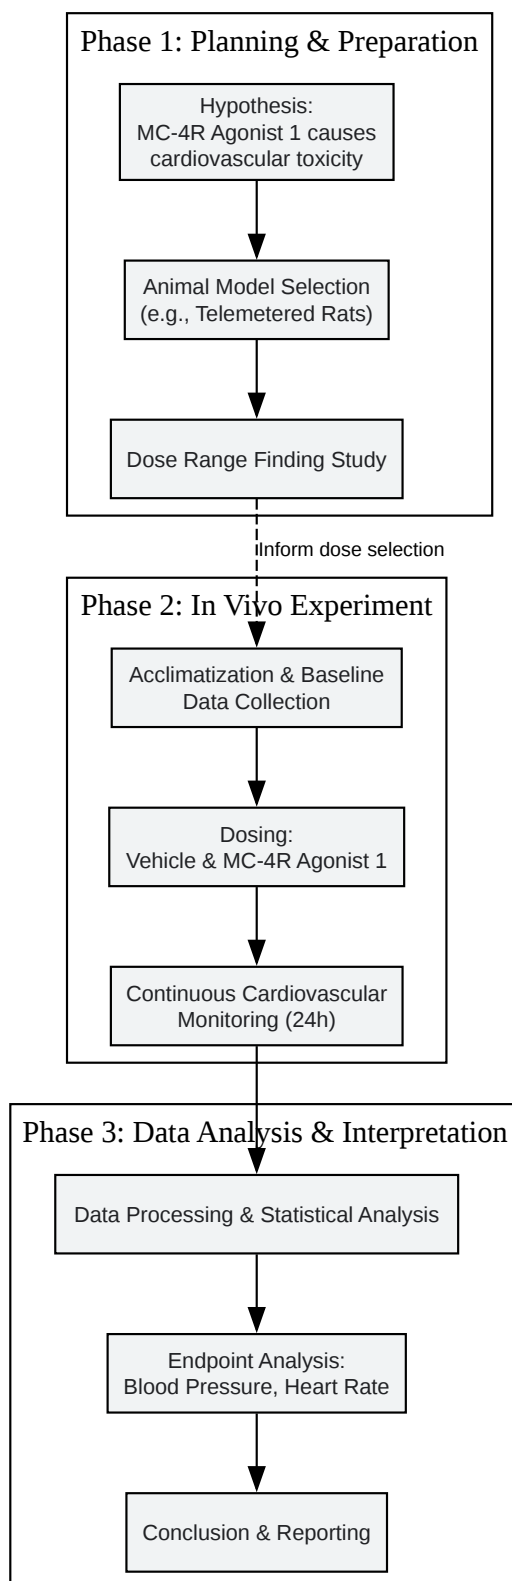 Phase 1: Planning & Preparation
Hypothesis:
MC-4R Agonist 1 causes
cardiovascular toxicity
Animal Model Selection
(e.g., Telemetered Rats)
Dose Range Finding Study
Inform dose selection
Phase 2: In Vivo Experiment
Acclimatization & Baseline
Data Collection
Dosing:
Vehicle & MC-4R Agonist 1
Continuous Cardiovascular
Monitoring (24h)
Phase 3: Data Analysis & Interpretation
Data Processing & Statistical Analysis
Endpoint Analysis:
Blood Pressure, Heart Rate
Conclusion & Reporting